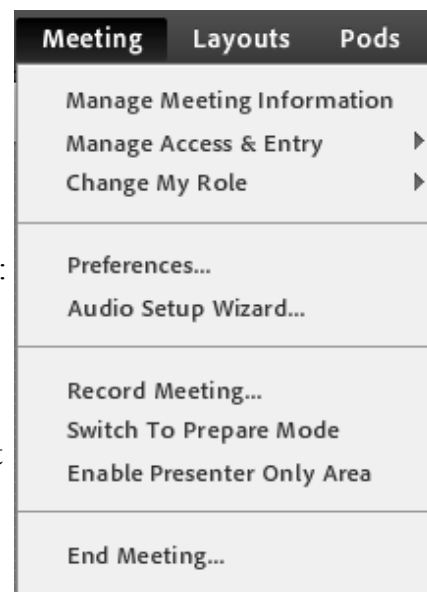 Meeting Layouts Pods
Manage Meeting Information
Manage Access & Entry
Change My Role
:
Preferences...
Audio Setup Wizard...
Record Meeting...
Switch To Prepare Mode
t
Enable Presenter Only Area
End Meeting...